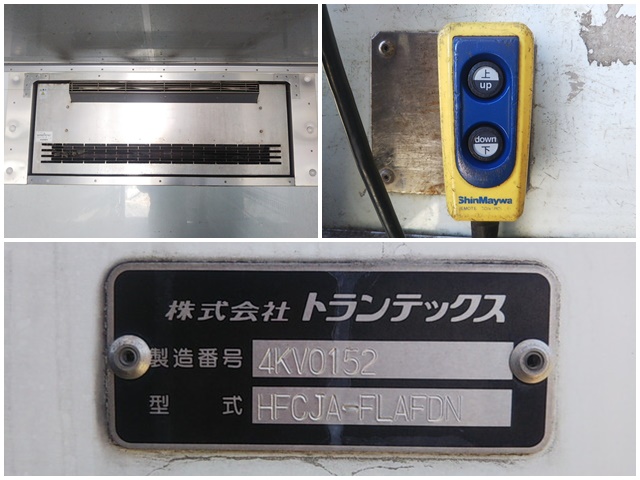 上
up
down
下
ShinMaywa
株式会社 トランテックス
製造番号 4KV0152
型式 HFCJA-FLAFDN